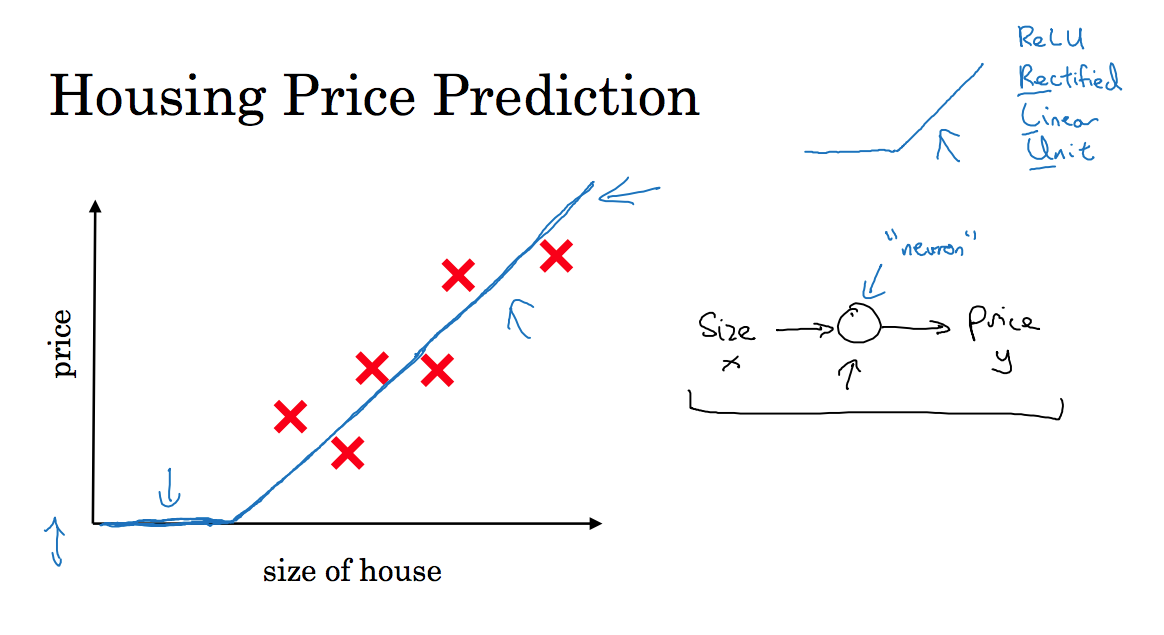 Housing Price Prediction
ReLU
Rectified
Linear
Unit
price
size of house
"neuron"
Size
x
Price
y